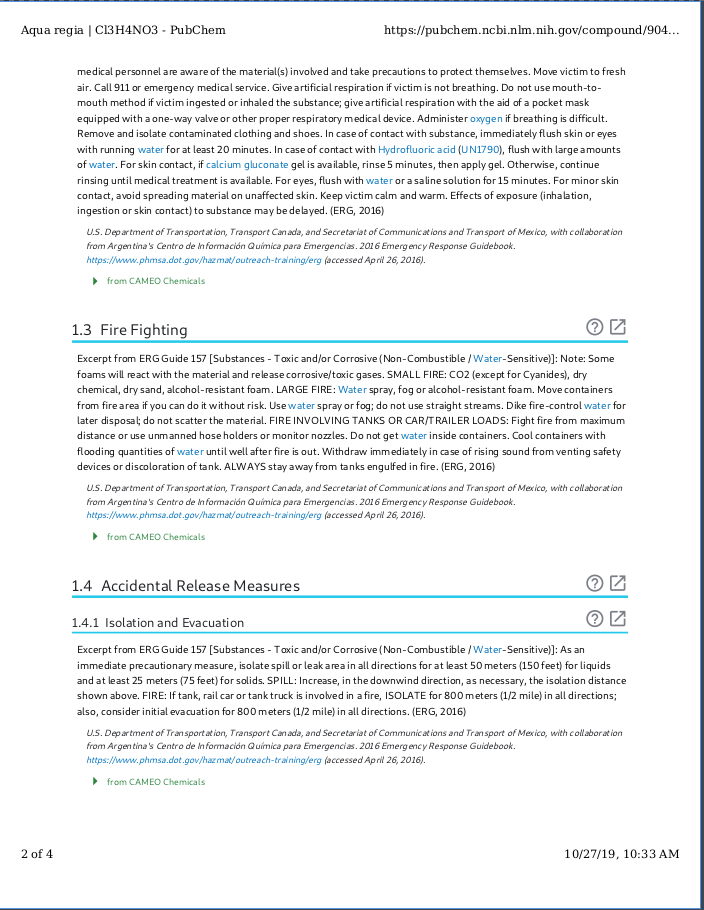 Aqua regia | Cl3H4NO3 - PubChem
https://pubchem.ncbi.nlm.nih.gov/compound/904...
medical personnel are aware of the material(s) involved and take precautions to protect themselves. Move victim to fresh
air. Call 911 or emergency medical service. Give artificial respiration if victim is not breathing. Do not use mouth-to-
mouth method if victim ingested or inhaled the substance; give artificial respiration with the aid of a pocket mask
equipped with a one-way valve or other proper respiratory medical device. Administer oxygen if breathing is difficult.
Remove and isolate contaminated clothing and shoes. In case of contact with substance, immediately flush skin or eyes
with running water for at least 20 minutes. In case of contact with Hydrofluoric acid (UN1790), flush with large amounts
of water. For skin contact, if calcium gluconate gel is available, rinse 5 minutes, then apply gel. Otherwise, continue
rinsing until medical treatment is available. For eyes, flush with water or a saline solution for 15 minutes. For minor skin
contact, avoid spreading material on unaffected skin. Keep victim calm and warm. Effects of exposure (inhalation,
ingestion or skin contact) to substance may be delayed. (ERG, 2016)
U.S. Department of Transportation, Transport Canada, and Secretariat of Communications and Transport of Mexico, with collaboration
from Argentina's Centro de Información Química para Emergencias. 2016 Emergency Response Guidebook.
https://www.phmsa.dot.gov/hazmat/outreach-training/erg (accessed April 26, 2016).
from CAMEO Chemicals
1.3 Fire Fighting
Excerpt from ERG Guide 157 [Substances - Toxic and/or Corrosive (Non-Combustible / Water-Sensitive)]: Note: Some
foams will react with the material and release corrosive/toxic gases. SMALL FIRE: CO2 (except for Cyanides), dry
chemical, dry sand, alcohol-resistant foam. LARGE FIRE: Water spray, fog or alcohol-resistant foam. Move containers
from fire area if you can do it without risk. Use water spray or fog; do not use straight streams. Dike fire-control water for
later disposal; do not scatter the material. FIRE INVOLVING TANKS OR CAR/TRAILER LOADS: Fight fire from maximum
distance or use unmanned hose holders or monitor nozzles. Do not get water inside containers. Cool containers with
flooding quantities of water until well after fire is out. Withdraw immediately in case of rising sound from venting safety
devices or discoloration of tank. ALWAYS stay away from tanks engulfed in fire. (ERG, 2016)
U.S. Department of Transportation, Transport Canada, and Secretariat of Communications and Transport of Mexico, with collaboration
from Argentina's Centro de Información Química para Emergencias. 2016 Emergency Response Guidebook.
https://www.phmsa.dot.gov/hazmat/outreach-training/erg (accessed April 26, 2016).
from CAMEO Chemicals
1.4 Accidental Release Measures
1.4.1 Isolation and Evacuation
Excerpt from ERG Guide 157 [Substances - Toxic and/or Corrosive (Non-Combustible / Water-Sensitive)]: As an
immediate precautionary measure, isolate spill or leak area in all directions for at least 50 meters (150 feet) for liquids
and at least 25 meters (75 feet) for solids. SPILL: Increase, in the downwind direction, as necessary, the isolation distance
shown above. FIRE: If tank, rail car or tank truck is involved in a fire, ISOLATE for 800 meters (1/2 mile) in all directions;
also, consider initial evacuation for 800 meters (1/2 mile) in all directions. (ERG, 2016)
U.S. Department of Transportation, Transport Canada, and Secretariat of Communications and Transport of Mexico, with collaboration
from Argentina's Centro de Información Química para Emergencias. 2016 Emergency Response Guidebook.
https://www.phmsa.dot.gov/hazmat/outreach-training/erg (accessed April 26, 2016).
from CAMEO Chemicals
2 of 4
10/27/19, 10:33 AM